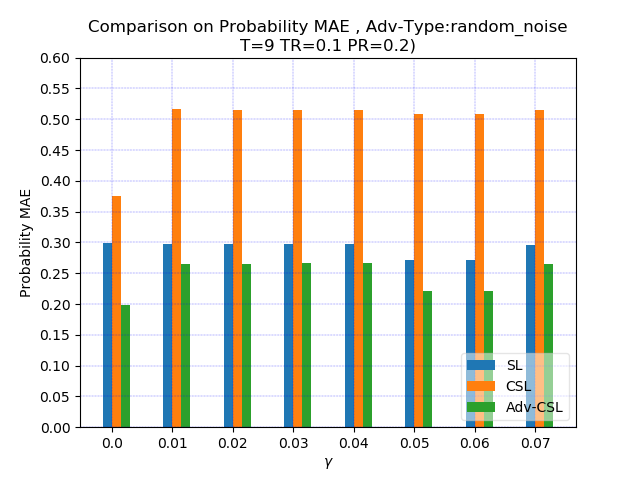 Comparison on Probability MAE , Adv-Type:random_noise
T=9 TR=0.1 PR=0.2)
0.60
0.55
0.50
0.45
0.40
0.35
0.30
0.25
0.20
0.15
0.10
0.05
0.00
Probability MAE
SL
CSL
Adv-CSL
0.0 0.01 0.02 0.03 0.04 0.05 0.06 0.07
γ